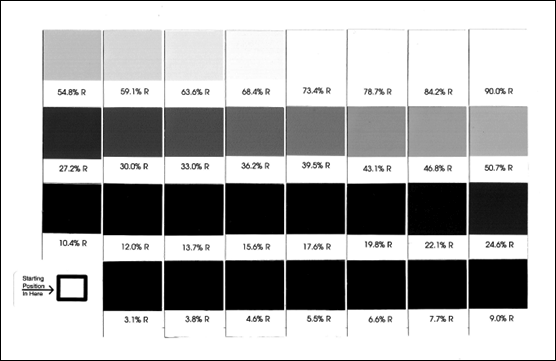 54.8% R 59.1% R 63.6% R 68.4% R 73.4% R 78.7% R 84.2% R 90.0% R
27.2% R 30.0% R 33.0% R 36.2% R 39.5% R 43.1% R 46.8% R 50.7% R
10.4% R 12.0% R 13.7% R 15.6% R 17.6% R 19.8% R 22.1% R 24.6% R
Starting
Position
In Here
3.1% R 3.8% R 4.6% R 5.5% R 6.6% R 7.7% R 9.0% R